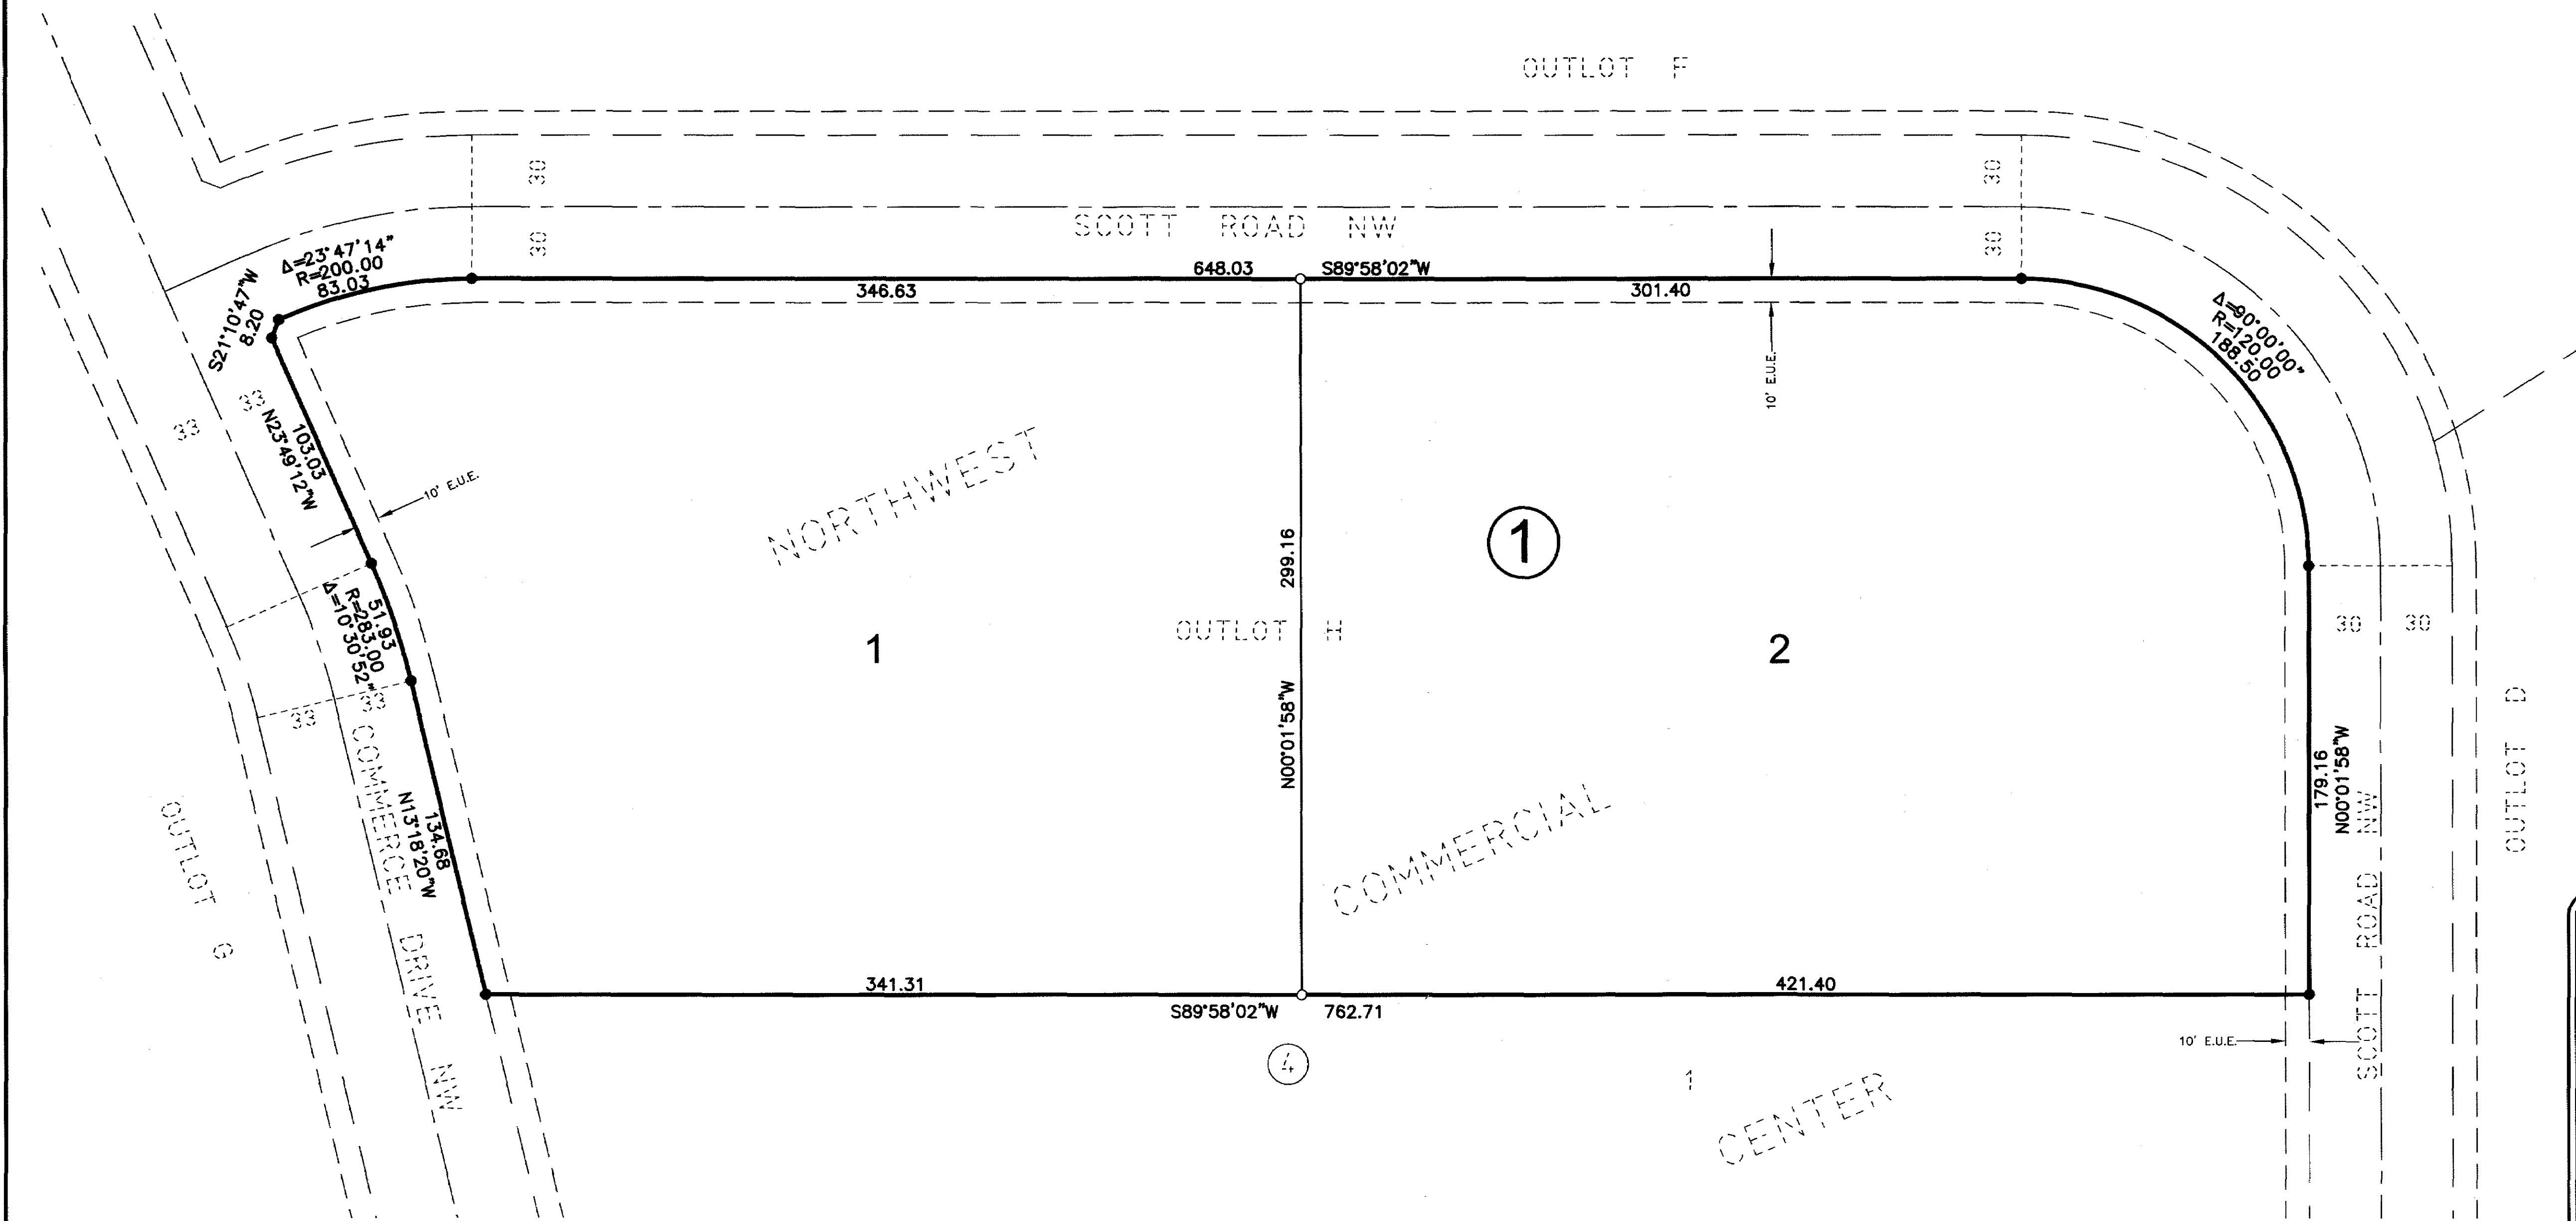 OUTLOT F
30
30
30
30
SCOTT ROAD NW
Δ=23°47'14"
R=200.00
83.03
S21°10'47"W
8.20
648.03
S89°58'02"W
346.63
301.40
10' E.U.E.
Δ=90°00'00"
R=120.00
188.50
33
33
103.03
N23°49'12"W
10' E.U.E.
NORTHWEST
299.16
N00°01'58"W
1
OUTLOT H
1
2
51.93
R=283.00
Δ=10°30'52"
33
33
COMMERCE DRIVE NW
134.68
N13°18'20"W
OUTLOT G
30
30
179.16
N00°01'58"W
SCOTT ROAD NW
OUTLOT D
COMMERCIAL
341.31
421.40
S89°58'02"W
762.71
10' E.U.E.
4
1
CENTER